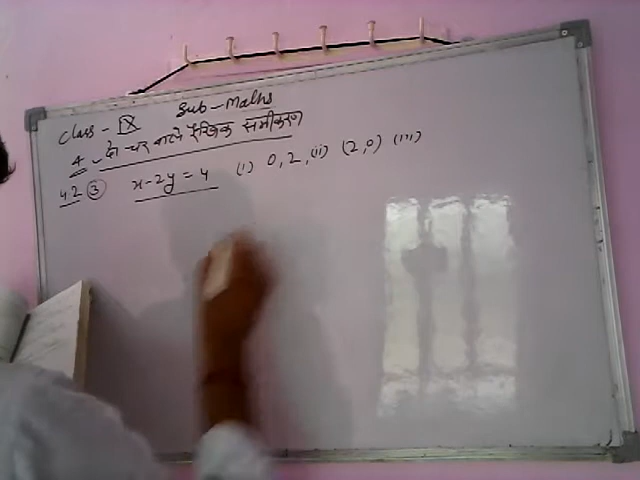 Class - IX Sub - Maths
4 - दो चर वाले रैखिक समीकरण
4.2 ③ x - 2y = 4 (i) 0, 2, (ii) (2, 0) (iii)